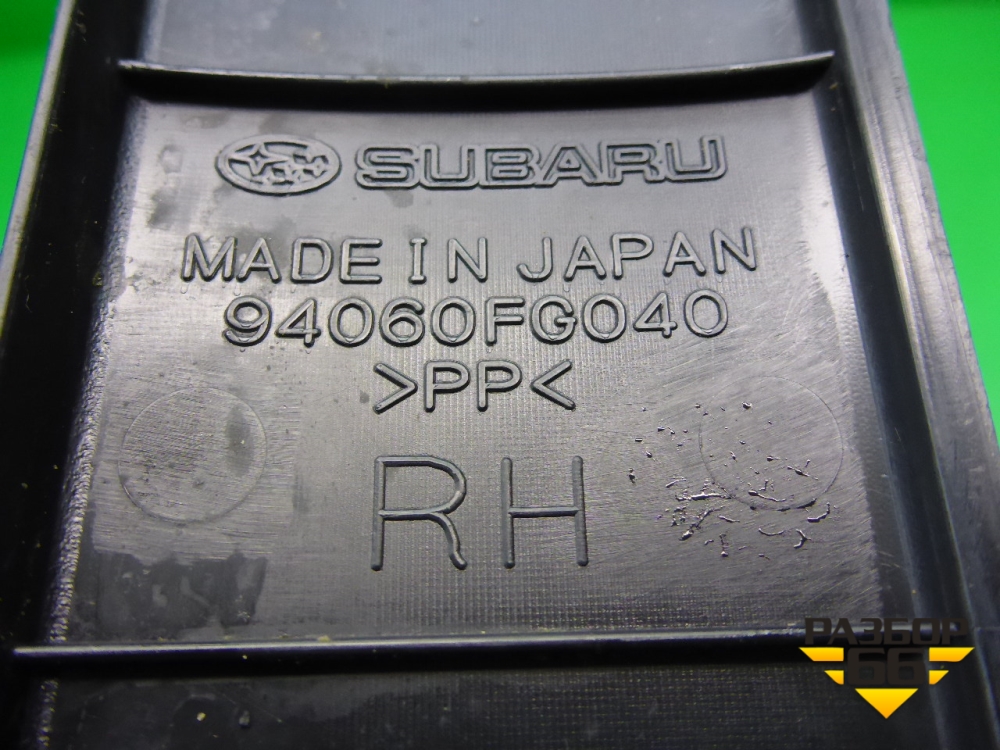 SUBARU
MADE IN JAPAN
94060FG040
>PP<
RH
РАЗБОР
66